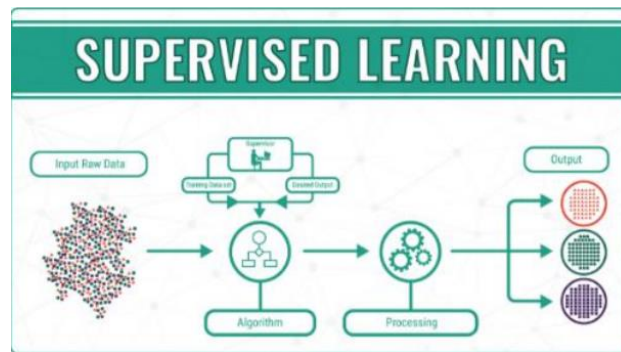 SUPERVISED LEARNING
Supervisor
Input Raw Data
Training Data set
Desired Output
Output
Algorithm
Processing